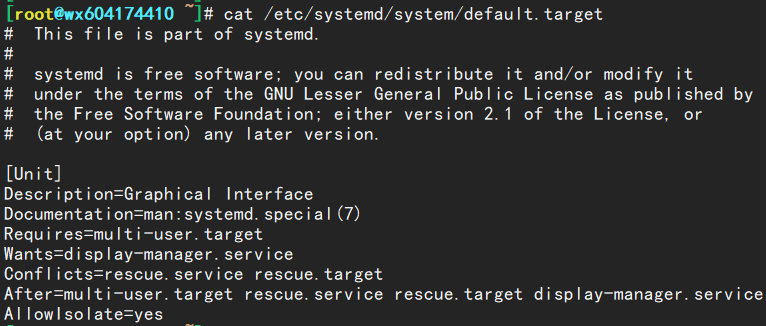 [root@wx604174410 ~]# cat /etc/systemd/system/default.target
#  This file is part of systemd.
#
#  systemd is free software; you can redistribute it and/or modify it
#  under the terms of the GNU Lesser General Public License as published by
#  the Free Software Foundation; either version 2.1 of the License, or
#  (at your option) any later version.

[Unit]
Description=Graphical Interface
Documentation=man:systemd.special(7)
Requires=multi-user.target
Wants=display-manager.service
Conflicts=rescue.service rescue.target
After=multi-user.target rescue.service rescue.target display-manager.service
AllowIsolate=yes